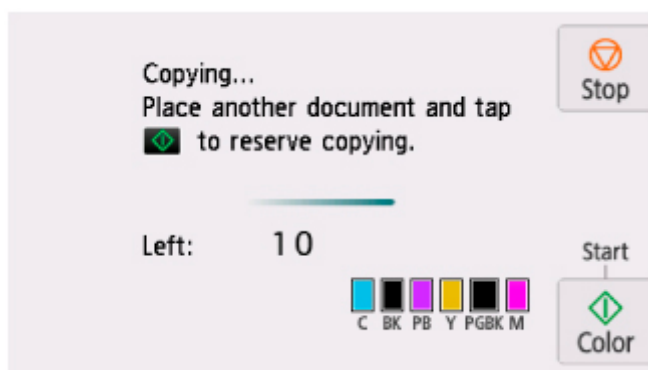 Copying...
Place another document and tap
to reserve copying.
Stop
Left: 10
Start
C BK PB Y PGBK M
Color